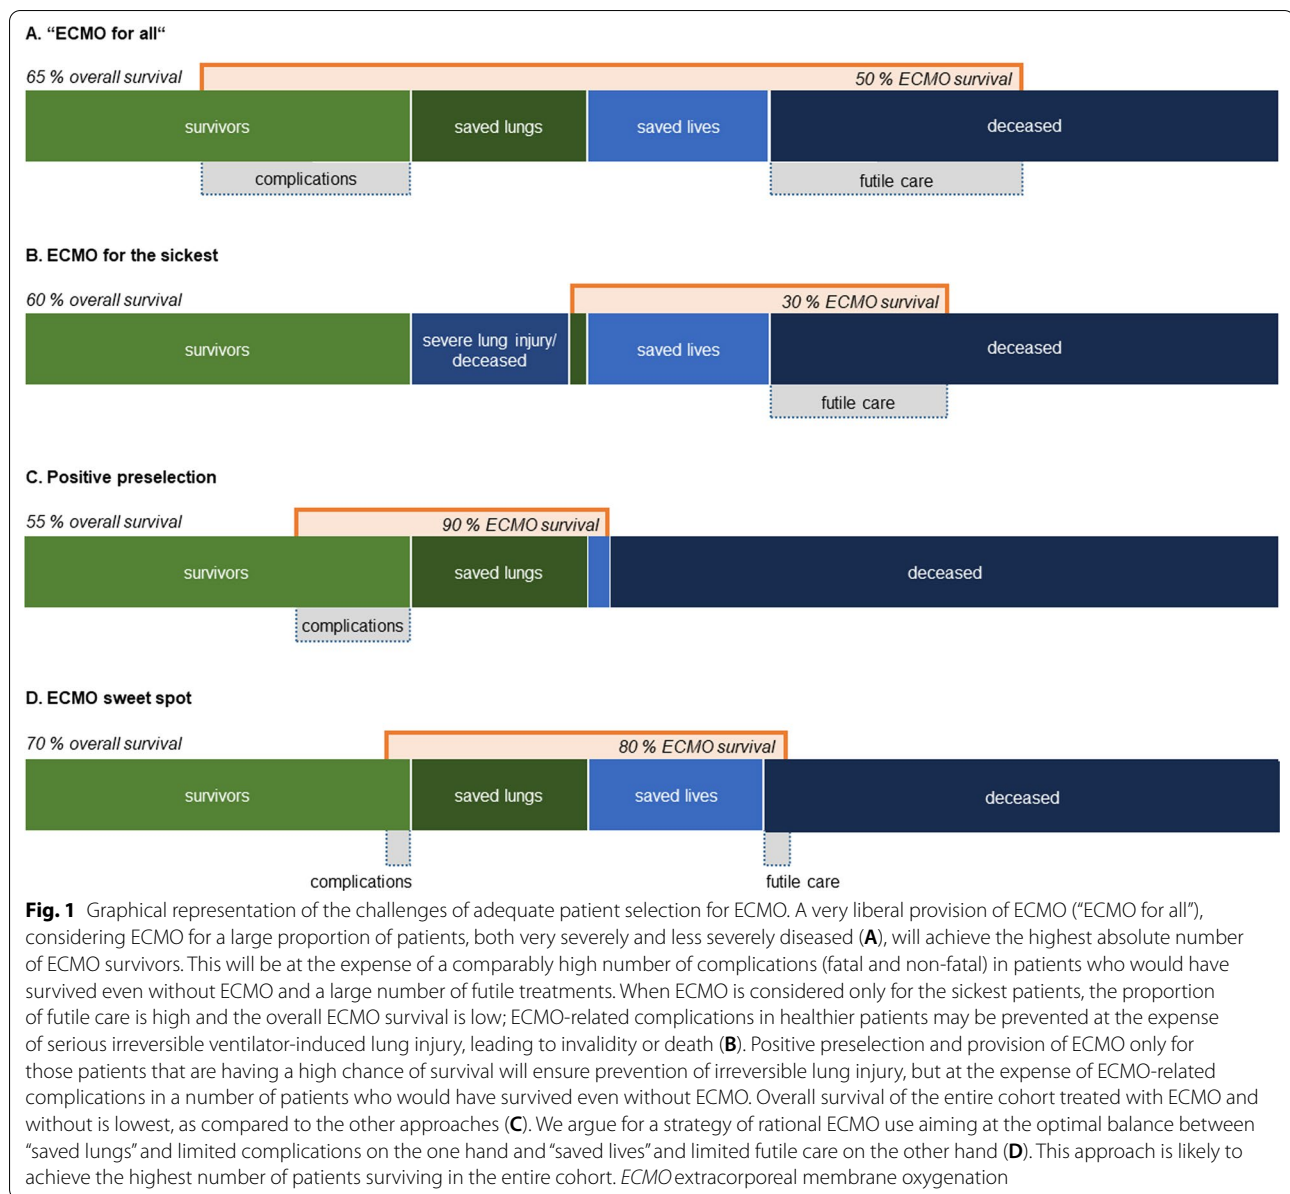 A. “ECMO for all“
65 % overall survival
50 % ECMO survival
survivors
saved lungs
saved lives
deceased
complications
futile care
B. ECMO for the sickest
60 % overall survival
30 % ECMO survival
survivors
severe lung injury/
deceased
saved lives
deceased
futile care
C. Positive preselection
55 % overall survival
90 % ECMO survival
survivors
saved lungs
deceased
complications
D. ECMO sweet spot
70 % overall survival
80 % ECMO survival
survivors
saved lungs
saved lives
deceased
complications
futile care
Fig. 1 Graphical representation of the challenges of adequate patient selection for ECMO. A very liberal provision of ECMO (“ECMO for all”),
considering ECMO for a large proportion of patients, both very severely and less severely diseased (A), will achieve the highest absolute number
of ECMO survivors. This will be at the expense of a comparably high number of complications (fatal and non-fatal) in patients who would have
survived even without ECMO and a large number of futile treatments. When ECMO is considered only for the sickest patients, the proportion
of futile care is high and the overall ECMO survival is low; ECMO-related complications in healthier patients may be prevented at the expense
of serious irreversible ventilator-induced lung injury, leading to invalidity or death (B). Positive preselection and provision of ECMO only for
those patients that are having a high chance of survival will ensure prevention of irreversible lung injury, but at the expense of ECMO-related
complications in a number of patients who would have survived even without ECMO. Overall survival of the entire cohort treated with ECMO and
without is lowest, as compared to the other approaches (C). We argue for a strategy of rational ECMO use aiming at the optimal balance between
“saved lungs” and limited complications on the one hand and “saved lives” and limited futile care on the other hand (D). This approach is likely to
achieve the highest number of patients surviving in the entire cohort. ECMO extracorporeal membrane oxygenation